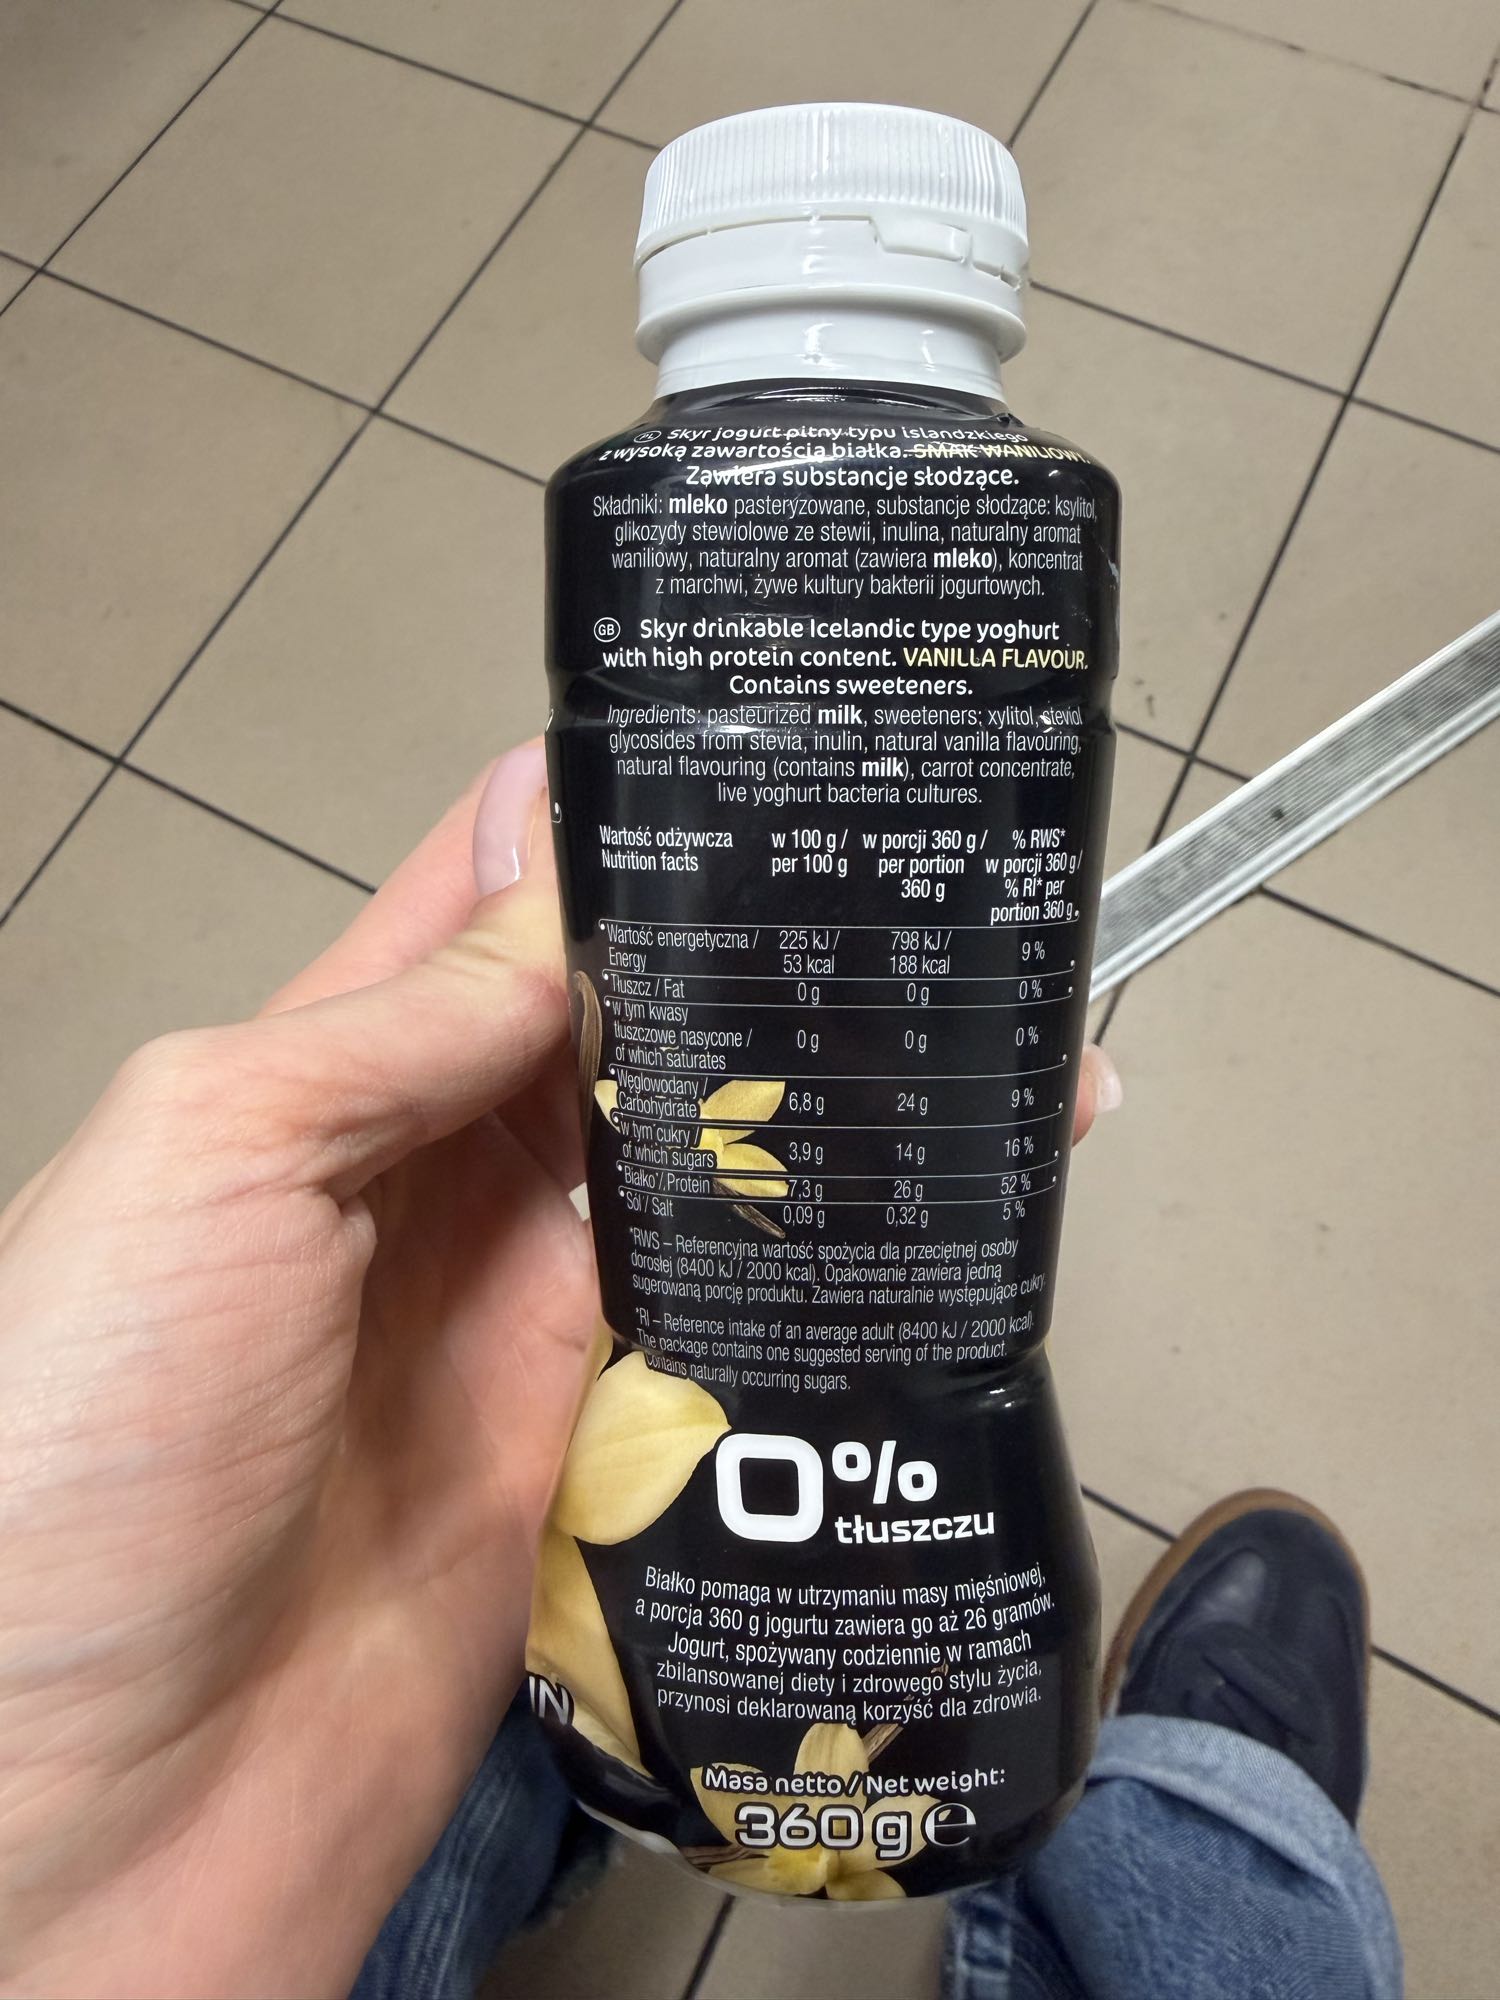 PL Skyr jogurt pitny typu islandzkiego
z wysoką zawartością białka. SMAK WANILIOWY.
Zawiera substancje słodzące.
Składniki: mleko pasteryzowane, substancje słodzące: ksylitol,
glikozydy stewiolowe ze stewii, inulina, naturalny aromat
waniliowy, naturalny aromat (zawiera mleko), koncentrat
z marchwi, żywe kultury bakterii jogurtowych.
GB Skyr drinkable Icelandic type yoghurt
with high protein content. VANILLA FLAVOUR.
Contains sweeteners.
Ingredients: pasteurized milk, sweeteners: xylitol, steviol
glycosides from stevia, inulin, natural vanilla flavouring,
natural flavouring (contains milk), carrot concentrate,
live yoghurt bacteria cultures.
Wartość odżywcza w 100 g / w porcji 360 g / % RWS*
Nutrition facts per 100 g per portion w porcji 360 g /
360 g % RI* per
portion 360 g
Wartość energetyczna / 225 kJ / 798 kJ / 9 %
Energy 53 kcal 188 kcal
Tłuszcz / Fat 0 g 0 g 0 %
w tym kwasy
tłuszczowe nasycone / 0 g 0 g 0 %
of which saturates
Węglowodany / 6,8 g 24 g 9 %
Carbohydrate
w tym cukry / 3,9 g 14 g 16 %
of which sugars
Białko / Protein 7,3 g 26 g 52 %
Sól / Salt 0,09 g 0,32 g 5 %
*RWS – Referencyjna wartość spożycia dla przeciętnej osoby
dorosłej (8400 kJ / 2000 kcal). Opakowanie zawiera jedną
sugerowaną porcję produktu. Zawiera naturalnie występujące cukry.
*RI – Reference intake of an average adult (8400 kJ / 2000 kcal).
The package contains one suggested serving of the product.
Contains naturally occurring sugars.
0%
tłuszczu
Białko pomaga w utrzymaniu masy mięśniowej,
a porcja 360 g jogurtu zawiera go aż 26 gramów.
Jogurt, spożywany codziennie w ramach
zbilansowanej diety i zdrowego stylu życia,
przynosi deklarowaną korzyść dla zdrowia.
IN
Masa netto / Net weight:
360 g e